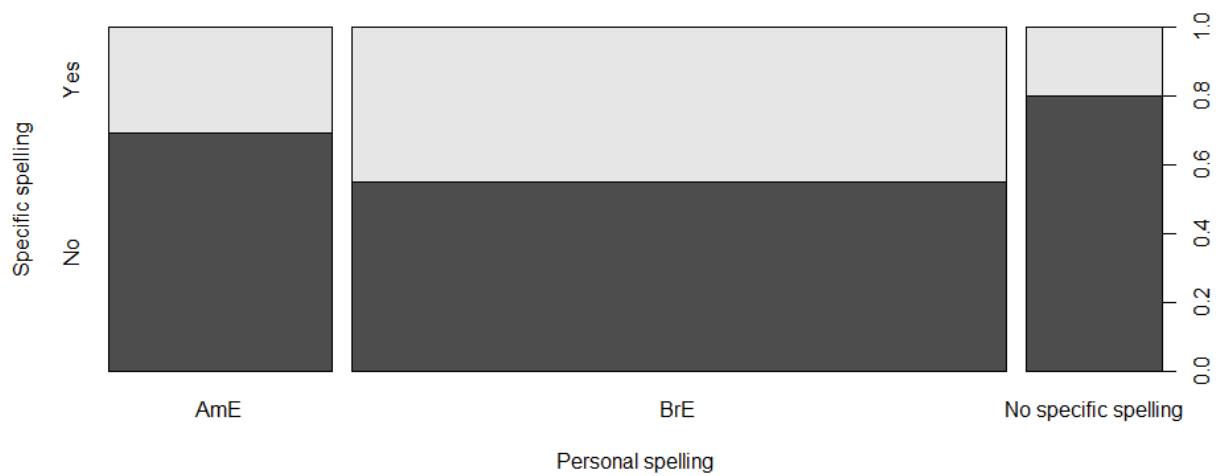 Specific spelling
Yes
No
1.0
0.8
0.6
0.4
0.2
0.0
AmE
BrE
No specific spelling
Personal spelling